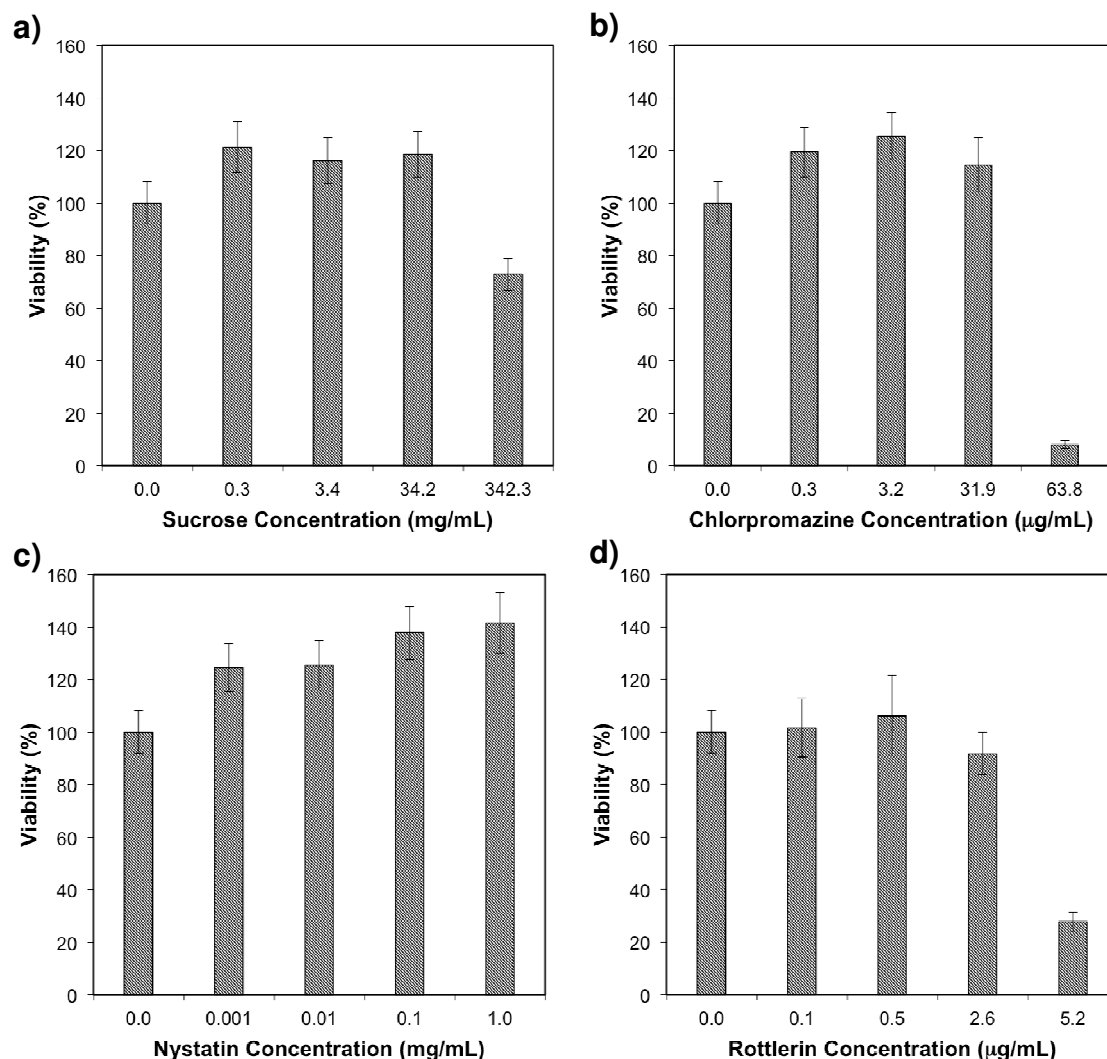 a)
160
140
120
100
80
60
40
20
0
Viability (%)
0.0 0.3 3.4 34.2 342.3
Sucrose Concentration (mg/mL)
b)
160
140
120
100
80
60
40
20
0
Viability (%)
0.0 0.3 3.2 31.9 63.8
Chlorpromazine Concentration (μg/mL)
c)
160
140
120
100
80
60
40
20
0
Viability (%)
0.0 0.001 0.01 0.1 1.0
Nystatin Concentration (mg/mL)
d)
160
140
120
100
80
60
40
20
0
Viability (%)
0.0 0.1 0.5 2.6 5.2
Rottlerin Concentration (μg/mL)